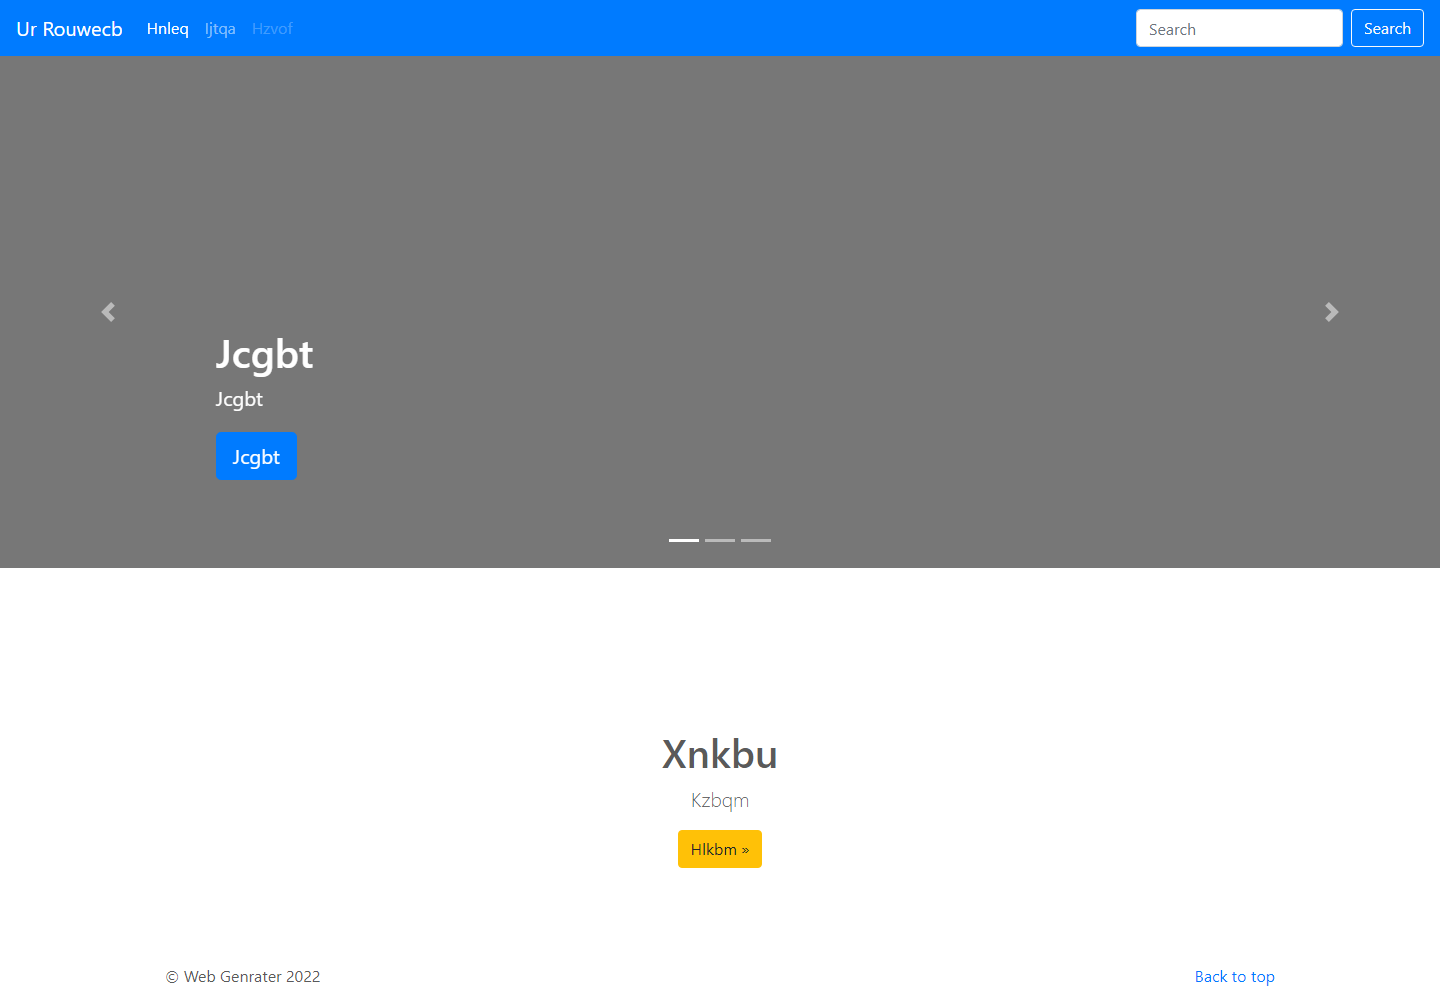 Ur Rouwecb Hnleq Ijtqa Hzvof Search Search
Jcgbt
Jcgbt
Jcgbt
Xnkbu
Kzbqm
Hlkbm »
© Web Genrater 2022 Back to top